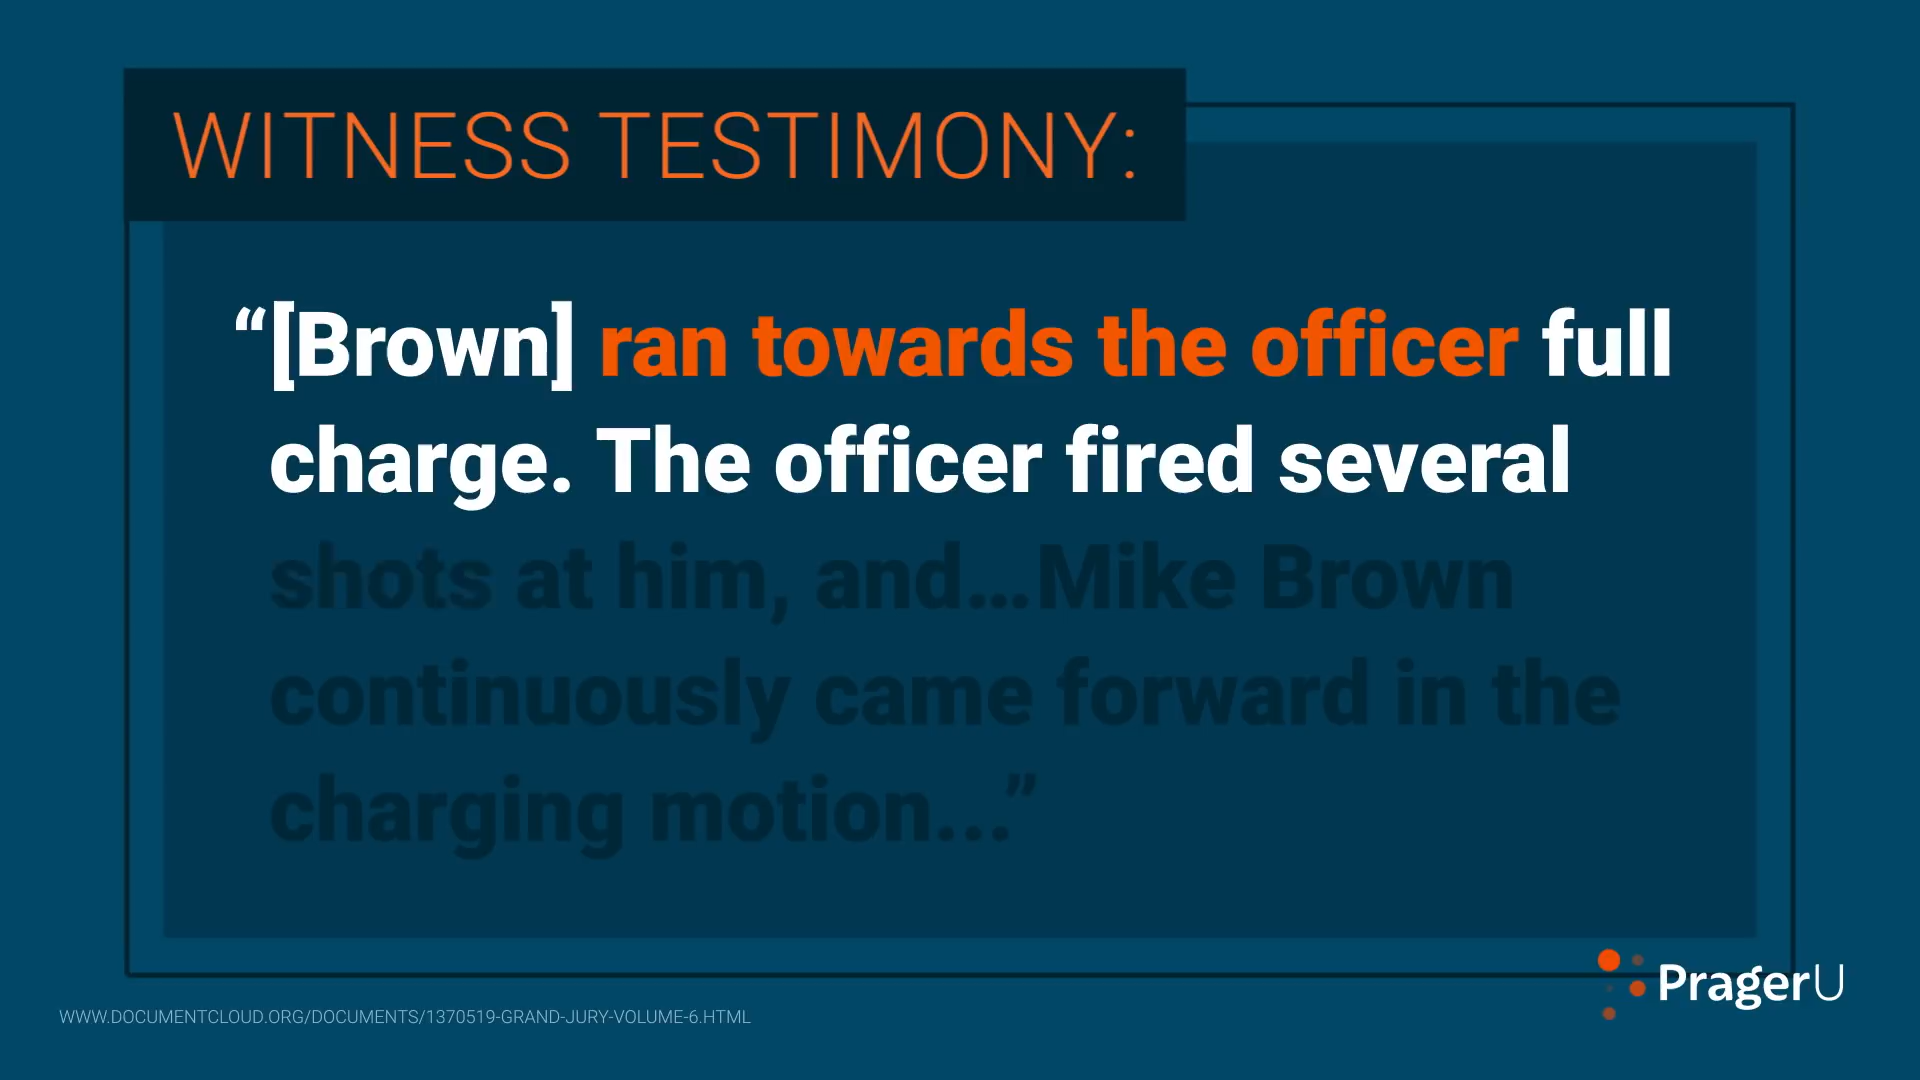 WITNESS TESTIMONY:
“[Brown] ran towards the officer full
charge. The officer fired several
shots at him, and...Mike Brown
continuously came forward in the
charging motion...”
PragerU
WWW.DOCUMENTCLOUD.ORG/DOCUMENTS/1370519-GRAND-JURY-VOLUME-6.HTML